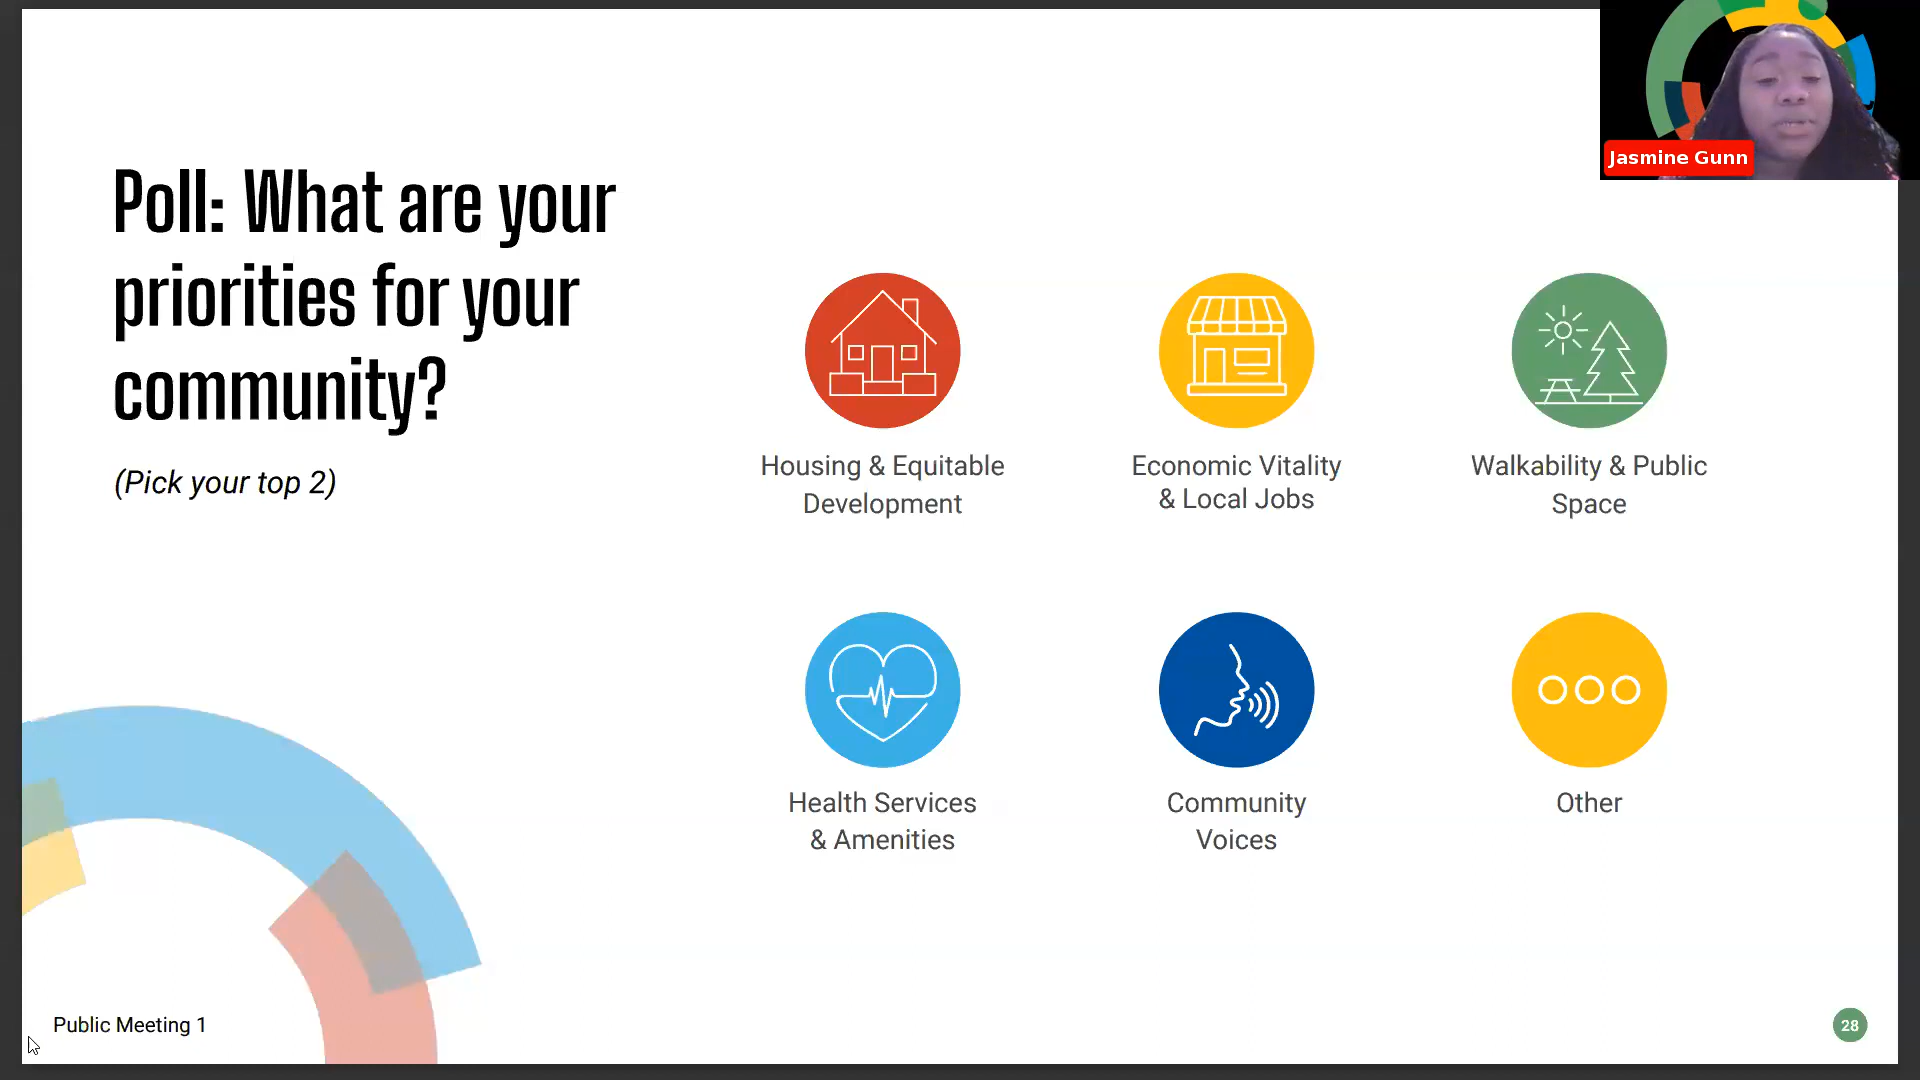 Poll: What are your
priorities for your
community?
(Pick your top 2)
Jasmine Gunn
Housing & Equitable
Development
Economic Vitality
& Local Jobs
Walkability & Public
Space
Health Services
& Amenities
Community
Voices
Other
Public Meeting 1
28